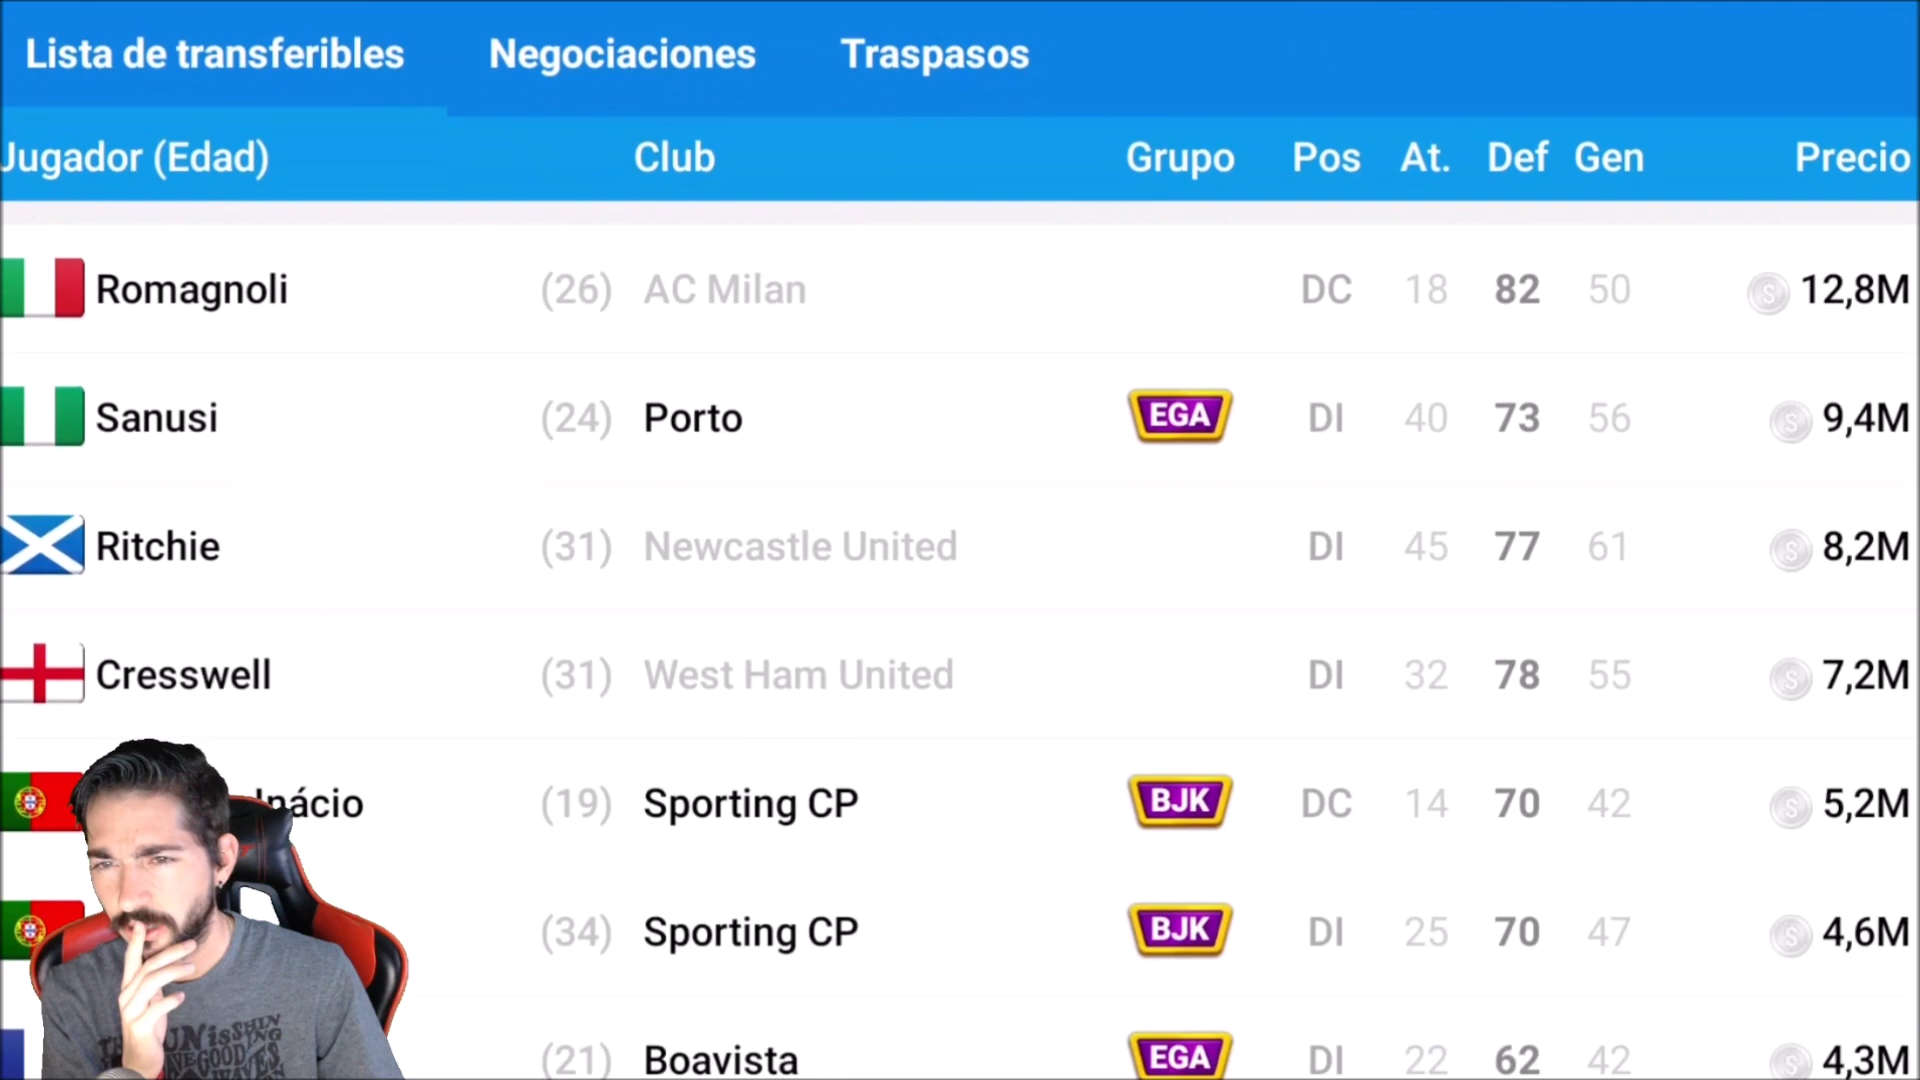 Lista de transferibles Negociaciones Traspasos
Jugador (Edad) Club Grupo Pos At. Def Gen Precio
Romagnoli (26) AC Milan DC 18 82 50 12,8M
Sanusi (24) Porto EGA DI 40 73 56 9,4M
Ritchie (31) Newcastle United DI 45 77 61 8,2M
Cresswell (31) West Ham United DI 32 78 55 7,2M
Inácio (19) Sporting CP BJK DC 14 70 42 5,2M
(34) Sporting CP BJK DI 25 70 47 4,6M
(21) Boavista EGA DI 22 62 42 4,3M